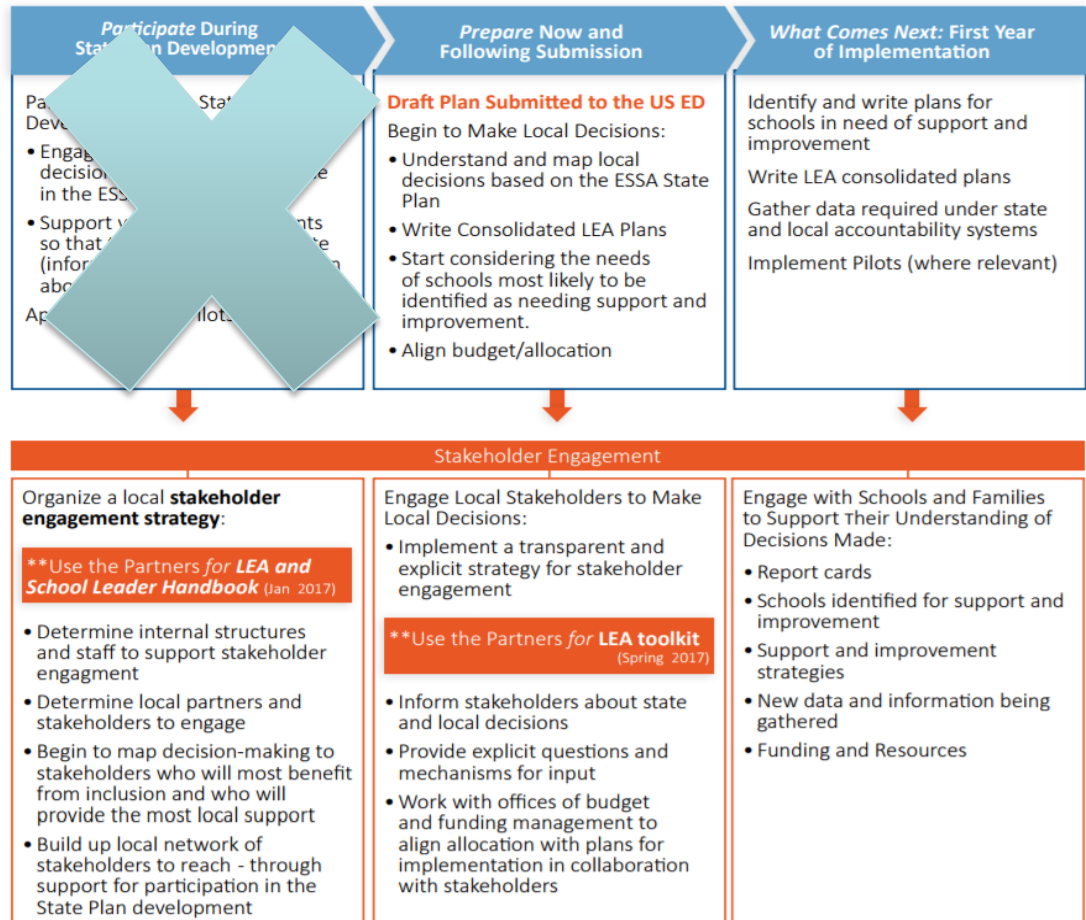 Participate During
Prepare Now and
Following Submission
What Comes Next: First Year
of Implementation
in the
• Support
so that
Draft Plan Submitted to the US ED
Begin to Make Local Decisions:
• Understand and map local
decisions based on the ESSA State
Plan
• Write Consolidated LEA Plans
• Start considering the needs
of schools most likely to be
identified as needing support and
improvement.
• Align budget/allocation
Identify and write plans for
schools in need of support and
improvement
Write LEA consolidated plans
Gather data required under state
and local accountability systems
Implement Pilots (where relevant)
Stakeholder Engagement
Organize a local stakeholder
engagement strategy:
**Use the Partners for LEA and
School Leader Handbook (Jan 2017)
• Determine internal structures
and staff to support stakeholder
engagment
• Determine local partners and
stakeholders to engage
• Begin to map decision-making to
stakeholders who will most benefit
from inclusion and who will
provide the most local support
• Build up local network of
stakeholders to reach - through
support for participation in the
State Plan development
Engage Local Stakeholders to Make
Local Decisions:
• Implement a transparent and
explicit strategy for stakeholder
engagement
**Use the Partners for LEA toolkit
(Spring 2017)
• Inform stakeholders about state
and local decisions
• Provide explicit questions and
mechanisms for input
• Work with offices of budget
and funding management to
align allocation with plans for
implementation in collaboration
with stakeholders
Engage with Schools and Families
to Support Their Understanding of
Decisions Made:
• Report cards
• Schools identified for support and
improvement
• Support and improvement
strategies
• New data and information being
gathered
• Funding and Resources